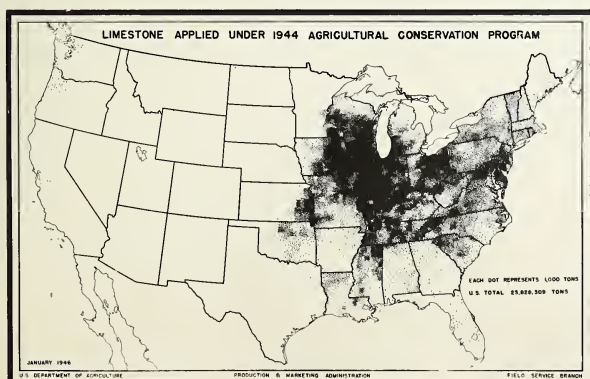 LIMESTONE APPLIED UNDER 1944 AGRICULTURAL CONSERVATION PROGRAM
EACH DOT REPRESENTS 1,000 TONS
U.S. TOTAL 25,028,309 TONS
JANUARY 1946
U.S. DEPARTMENT OF AGRICULTURE PRODUCTION & MARKETING ADMINISTRATION FIELD SERVICE BRANCH